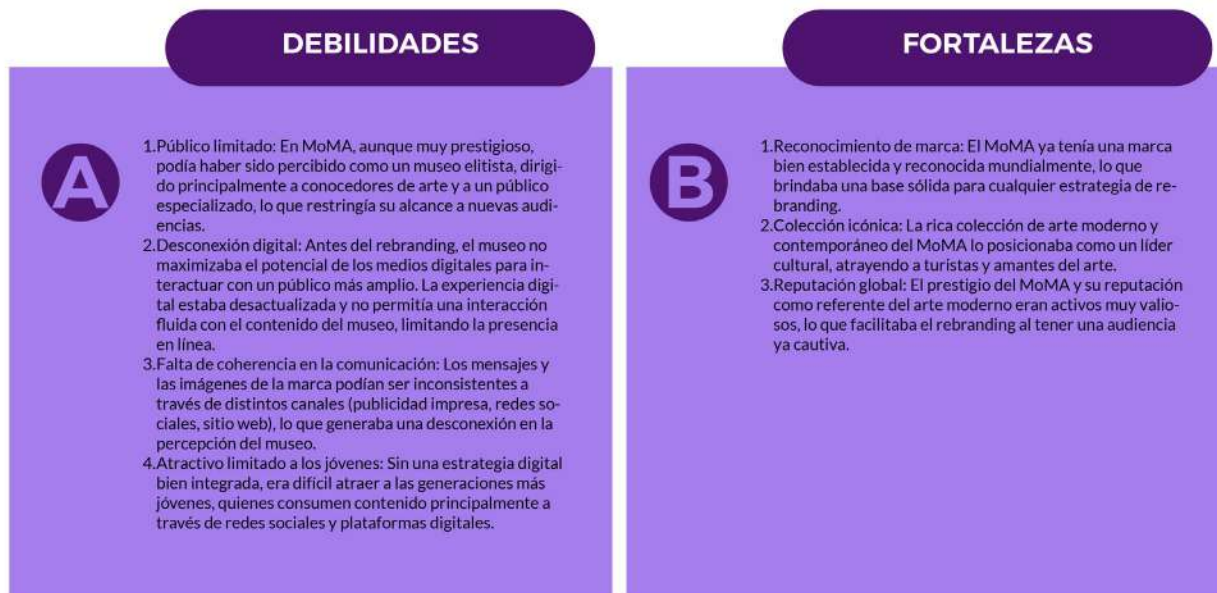 DEBILIDADES
A
1.Público limitado: En MoMA, aunque muy prestigioso,
podía haber sido percibido como un museo elitista, dirigi-
do principalmente a conocedores de arte y a un público
especializado, lo que restringía su alcance a nuevas audi-
encias.
2.Desconexión digital: Antes del rebranding, el museo no
maximizaba el potencial de los medios digitales para in-
teractuar con un público más amplio. La experiencia digi-
tal estaba desactualizada y no permitía una interacción
fluida con el contenido del museo, limitando la presencia
en línea.
3.Falta de coherencia en la comunicación: Los mensajes y
las imágenes de la marca podían ser inconsistentes a
través de distintos canales (publicidad impresa, redes so-
ciales, sitio web), lo que generaba una desconexión en la
percepción del museo.
4.Atractivo limitado a los jóvenes: Sin una estrategia digital
bien integrada, era difícil atraer a las generaciones más
jóvenes, quienes consumen contenido principalmente a
través de redes sociales y plataformas digitales.
FORTALEZAS
B
1.Reconocimiento de marca: El MoMA ya tenía una marca
bien establecida y reconocida mundialmente, lo que
brindaba una base sólida para cualquier estrategia de re-
branding.
2.Colección icónica: La rica colección de arte moderno y
contemporáneo del MoMA lo posicionaba como un líder
cultural, atrayendo a turistas y amantes del arte.
3.Reputación global: El prestigio del MoMA y su reputación
como referente del arte moderno eran activos muy valio-
sos, lo que facilitaba el rebranding al tener una audiencia
ya cautiva.